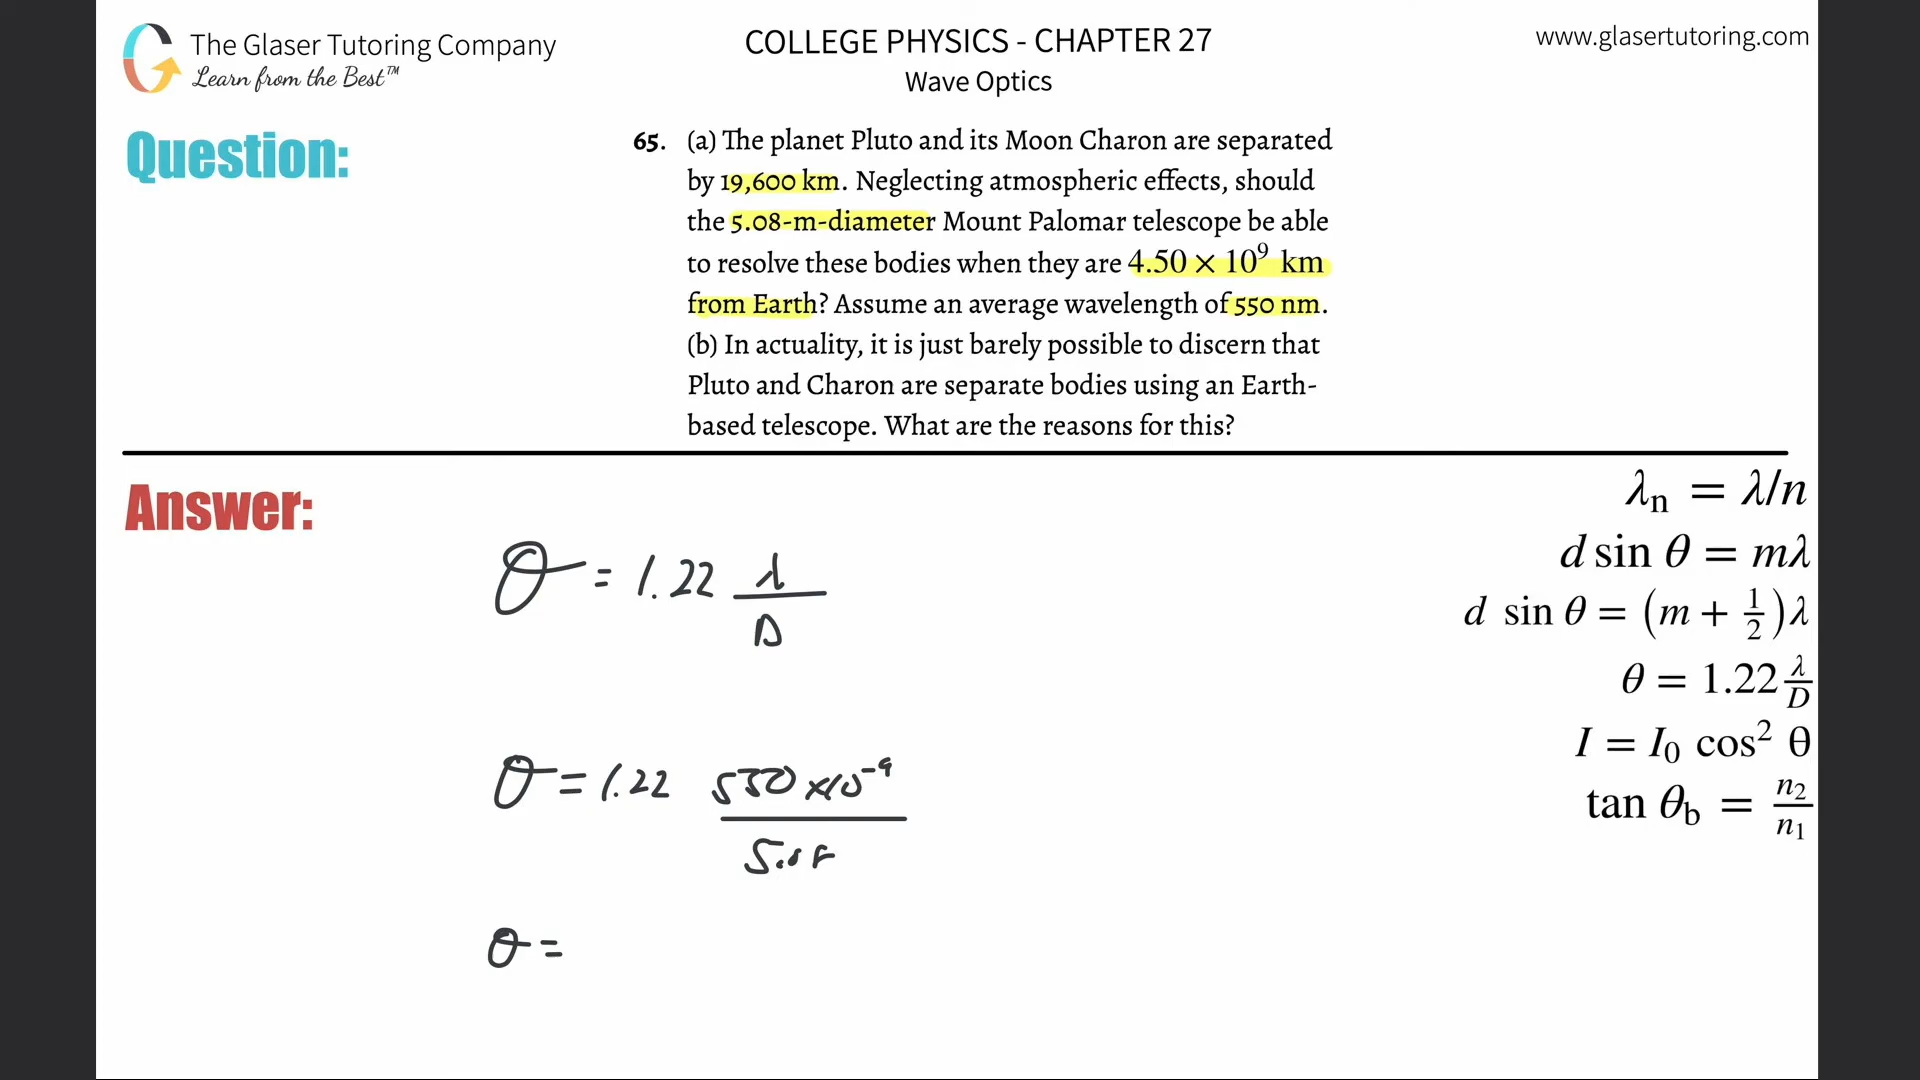 The Glaser Tutoring Company
Learn from the Best™
COLLEGE PHYSICS - CHAPTER 27
Wave Optics
www.glasertutoring.com
Question:
65. (a) The planet Pluto and its Moon Charon are separated
by 19,600 km. Neglecting atmospheric effects, should
the 5.08-m-diameter Mount Palomar telescope be able
to resolve these bodies when they are 4.50 × 10⁹ km
from Earth? Assume an average wavelength of 550 nm.
(b) In actuality, it is just barely possible to discern that
Pluto and Charon are separate bodies using an Earth-
based telescope. What are the reasons for this?
Answer:
θ = 1.22 λ/D
θ = 1.22 550 × 10⁻⁹/5.08
θ =
λₙ = λ/n
d sin θ = mλ
d sin θ = (m + 1/2)λ
θ = 1.22 λ/D
I = I₀ cos² θ
tan θb = n₂/n₁